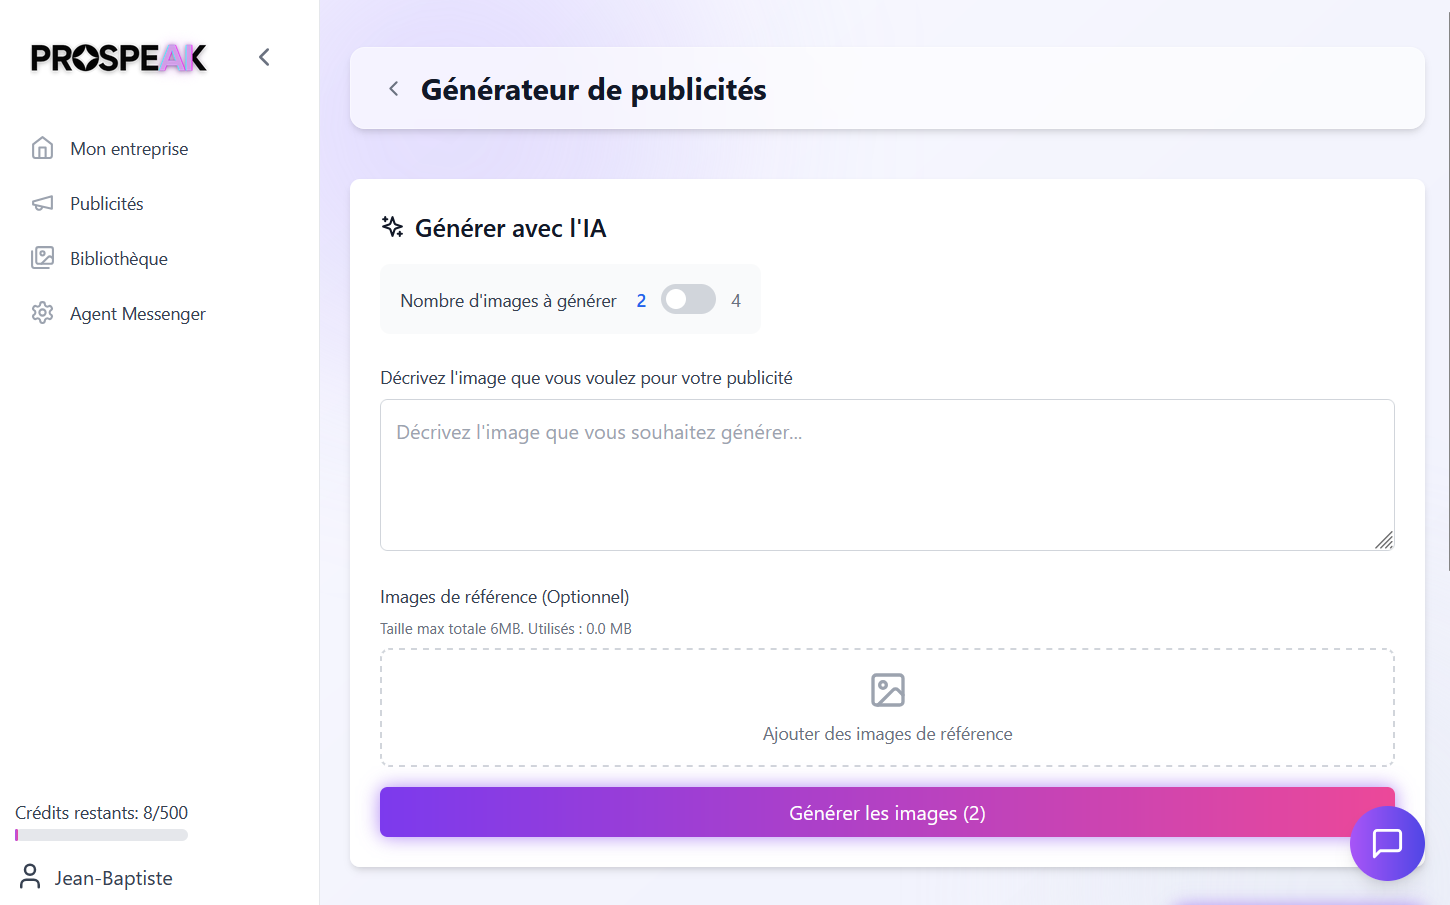 PROSPEAK
Générateur de publicités
Mon entreprise
Publicités
Bibliothèque
Agent Messenger
Générer avec l'IA
Nombre d'images à générer 2 4
Décrivez l'image que vous voulez pour votre publicité
Décrivez l'image que vous souhaitez générer...
Images de référence (Optionnel)
Taille max totale 6MB. Utilisés : 0.0 MB
Ajouter des images de référence
Générer les images (2)
Crédits restants: 8/500
Jean-Baptiste